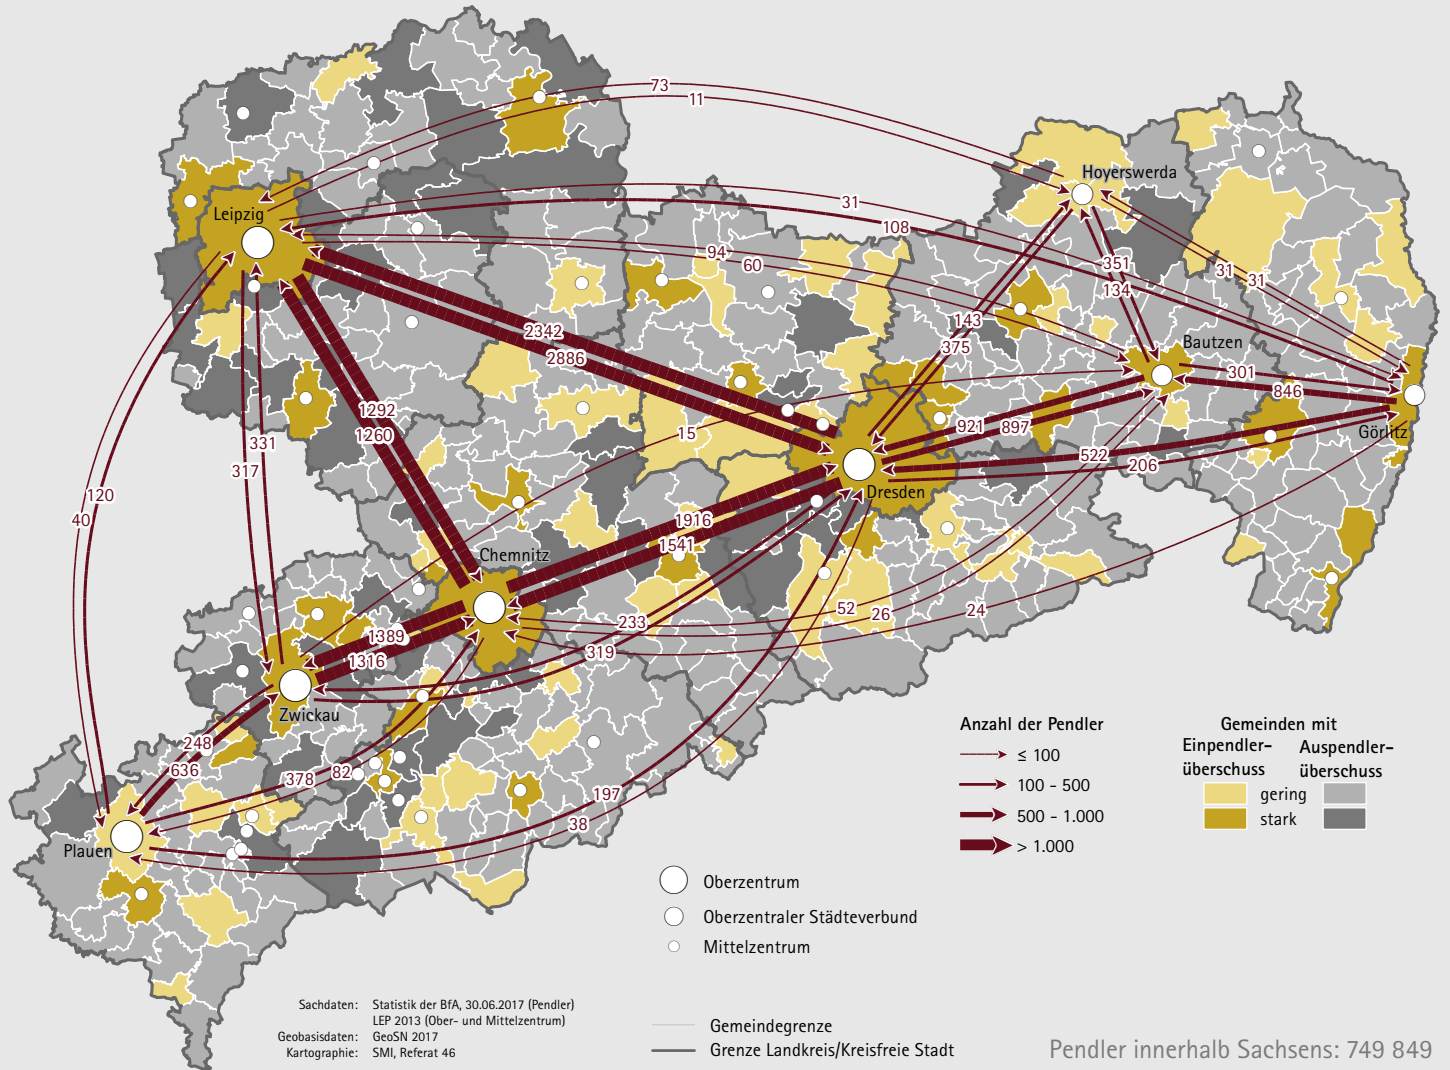 73
11
Hoyerswerda
Leipzig
31
108
94
60
351
134
31
31
143
375
2342
2886
Bautzen
301
846
1292
1260
15
921
897
Görlitz
331
317
522
206
Dresden
120
40
1916
1541
Chemnitz
52
26
24
233
1389
1316
319
Zwickau
248
636
378
82
197
38
Plauen
Anzahl der Pendler
≤ 100
100 - 500
500 - 1.000
> 1.000
Gemeinden mit
Einpendler-
überschuss
Auspendler-
überschuss
gering
stark
Oberzentrum
Oberzentraler Städteverbund
Mittelzentrum
Sachdaten: Statistik der BfA, 30.06.2017 (Pendler)
LEP 2013 (Ober- und Mittelzentrum)
Geobasisdaten: GeoSN 2017
Kartographie: SMI, Referat 46
Gemeindegrenze
Grenze Landkreis/Kreisfreie Stadt
Pendler innerhalb Sachsens: 749 849